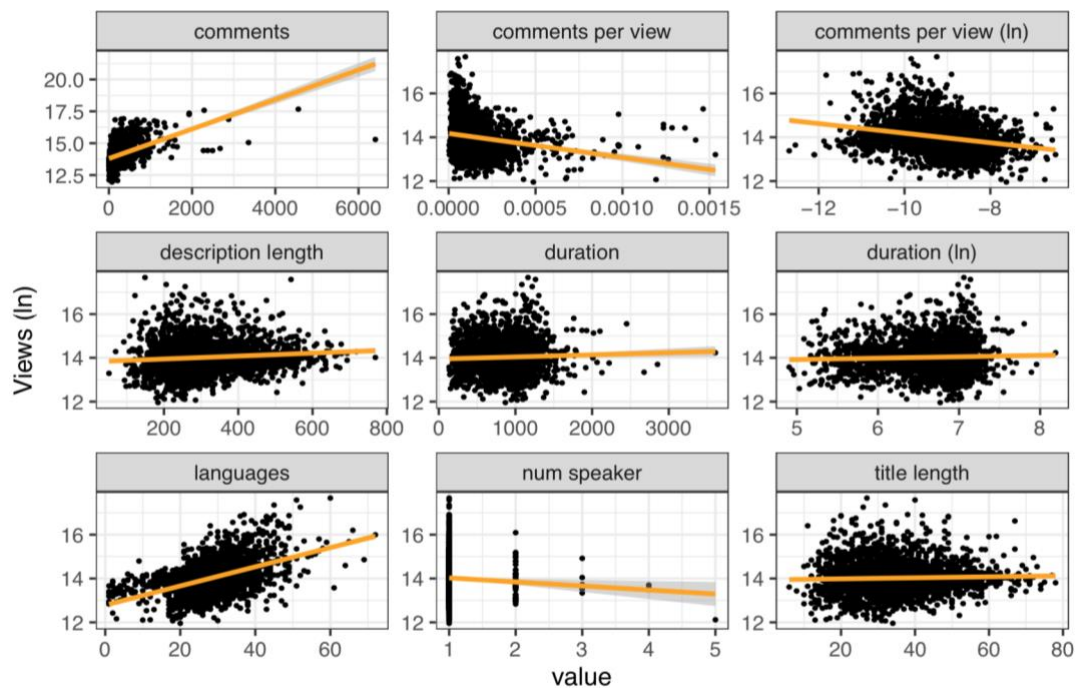 comments comments per view comments per view (ln)
20.0
17.5
15.0
12.5
16
14
12
16
14
12
0 2000 4000 6000
0.0000 0.0005 0.0010 0.0015
−12 −10 −8
description length duration duration (ln)
16
14
12
16
14
12
16
14
12
200 400 600 800
0 1000 2000 3000
5 6 7 8
Views (ln)
languages num speaker title length
16
14
12
16
14
12
16
14
12
0 20 40 60
1 2 3 4 5
20 40 60 80
value